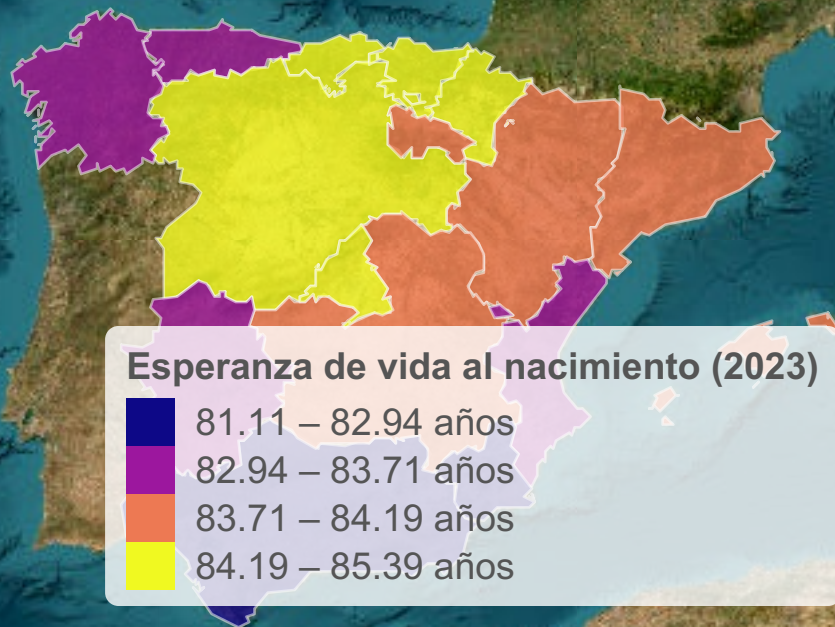 Esperanza de vida al nacimiento (2023)
81.11 – 82.94 años
82.94 – 83.71 años
83.71 – 84.19 años
84.19 – 85.39 años